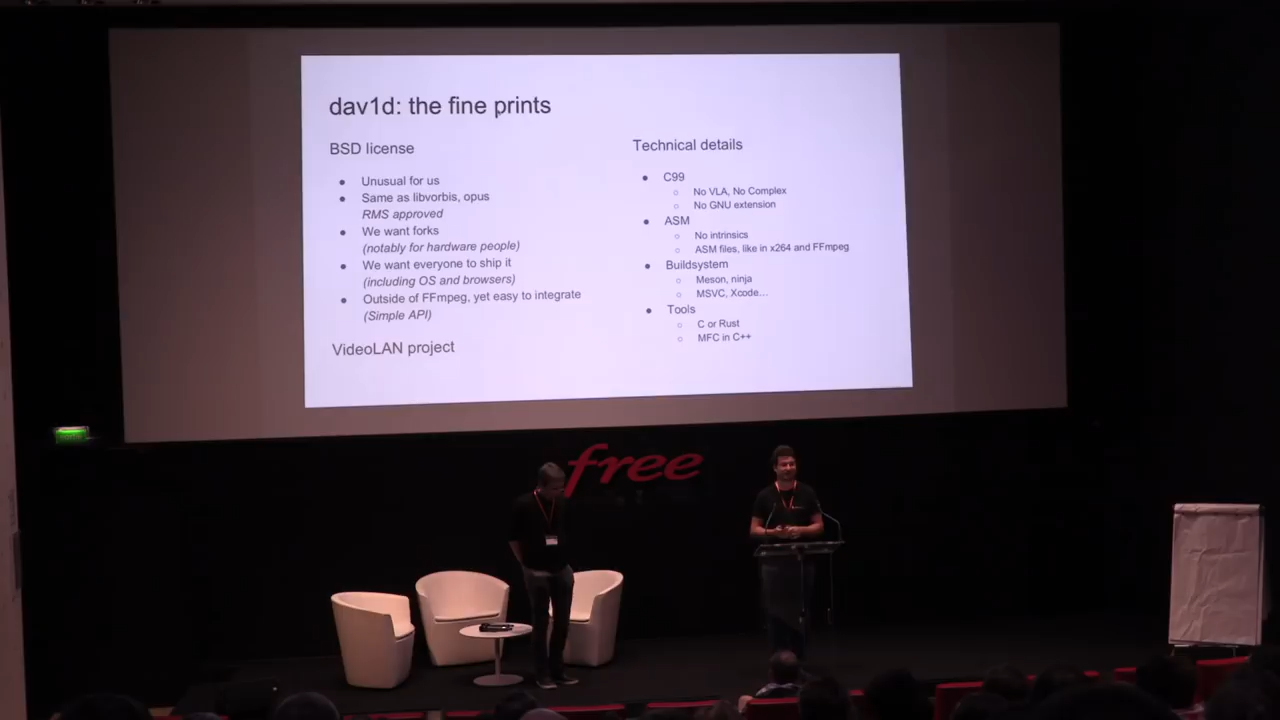 dav1d: the fine prints
BSD license
Unusual for us
Same as libvorbis, opus
RMS approved
We want forks
(notably for hardware people)
We want everyone to ship it
(including OS and browsers)
Outside of FFmpeg, yet easy to integrate
(Simple API)
VideoLAN project
Technical details
C99
No VLA, No Complex
No GNU extension
ASM
No intrinsics
ASM files, like in x264 and FFmpeg
Buildsystem
Meson, ninja
MSVC, Xcode...
Tools
C or Rust
MFC in C++
free